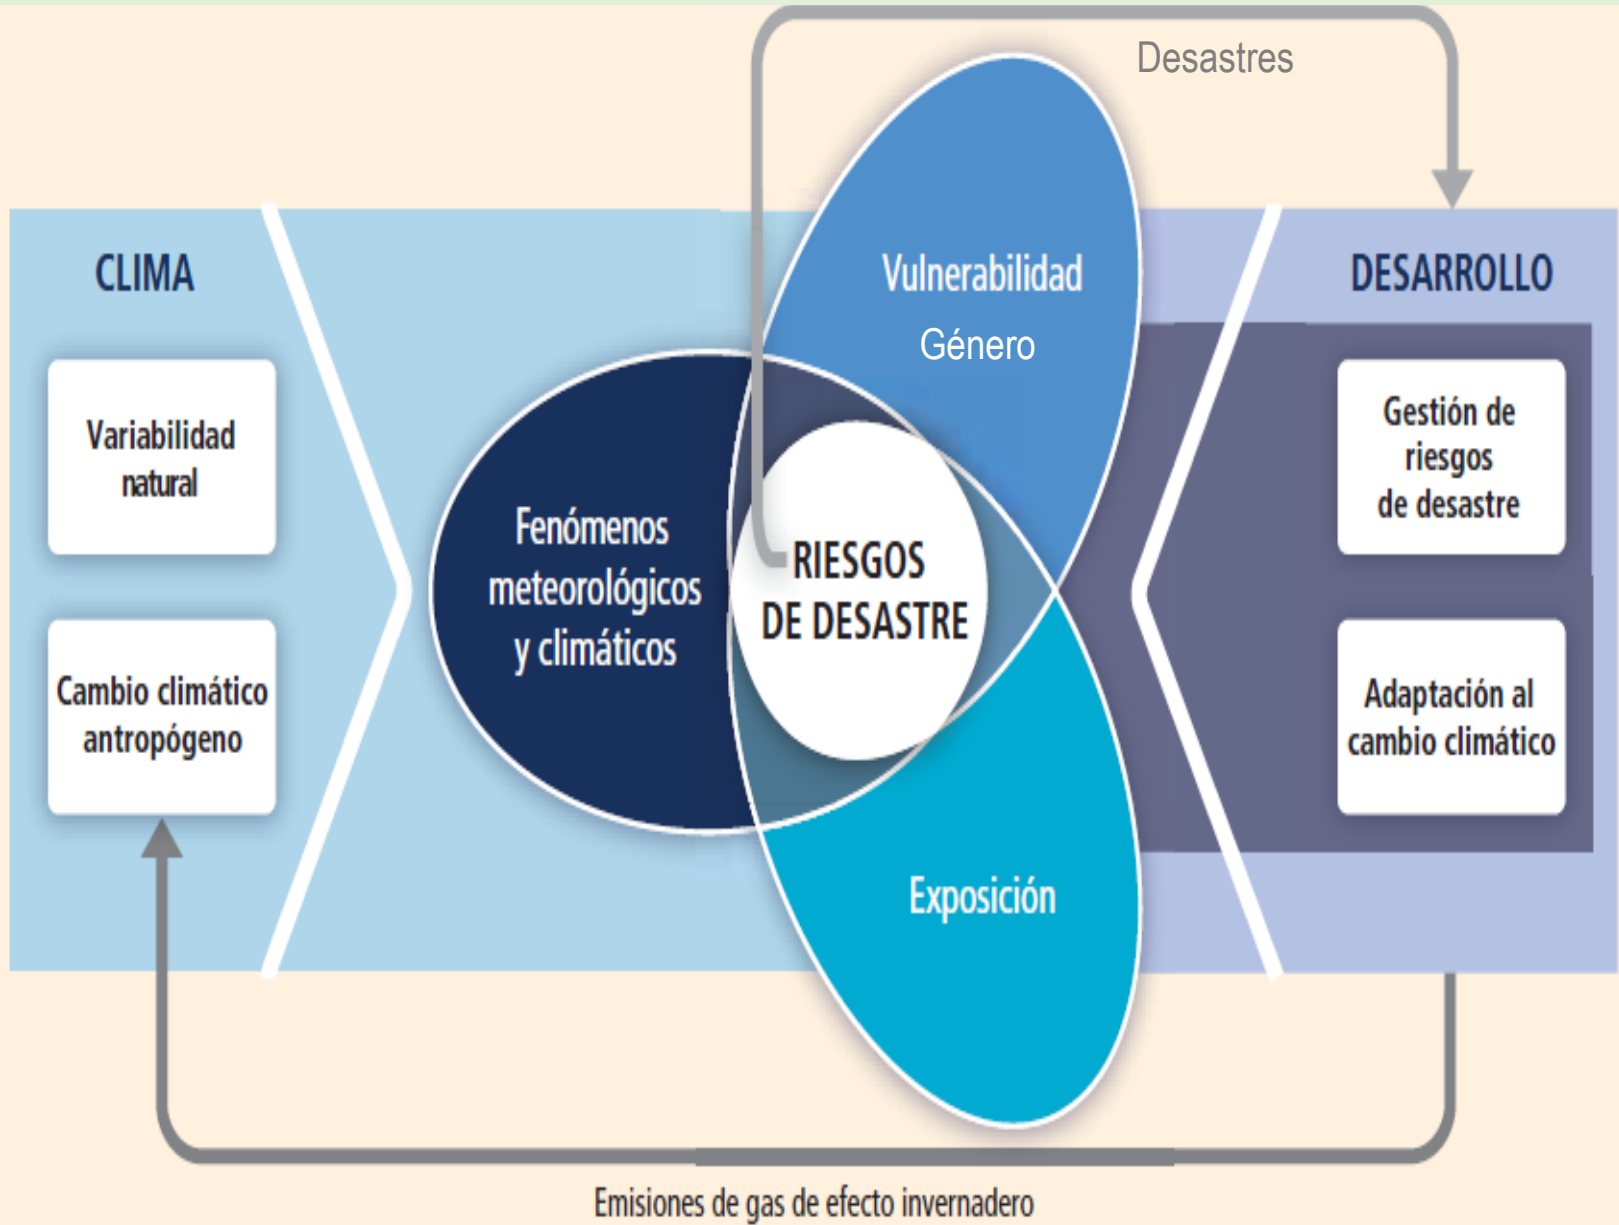 Desastres
CLIMA
Variabilidad
natural
Cambio climático
antropógeno
Fenómenos
meteorológicos
y climáticos
Vulnerabilidad
Género
RIESGOS
DE DESASTRE
Exposición
DESARROLLO
Gestión de
riesgos
de desastre
Adaptación al
cambio climático
Emisiones de gas de efecto invernadero